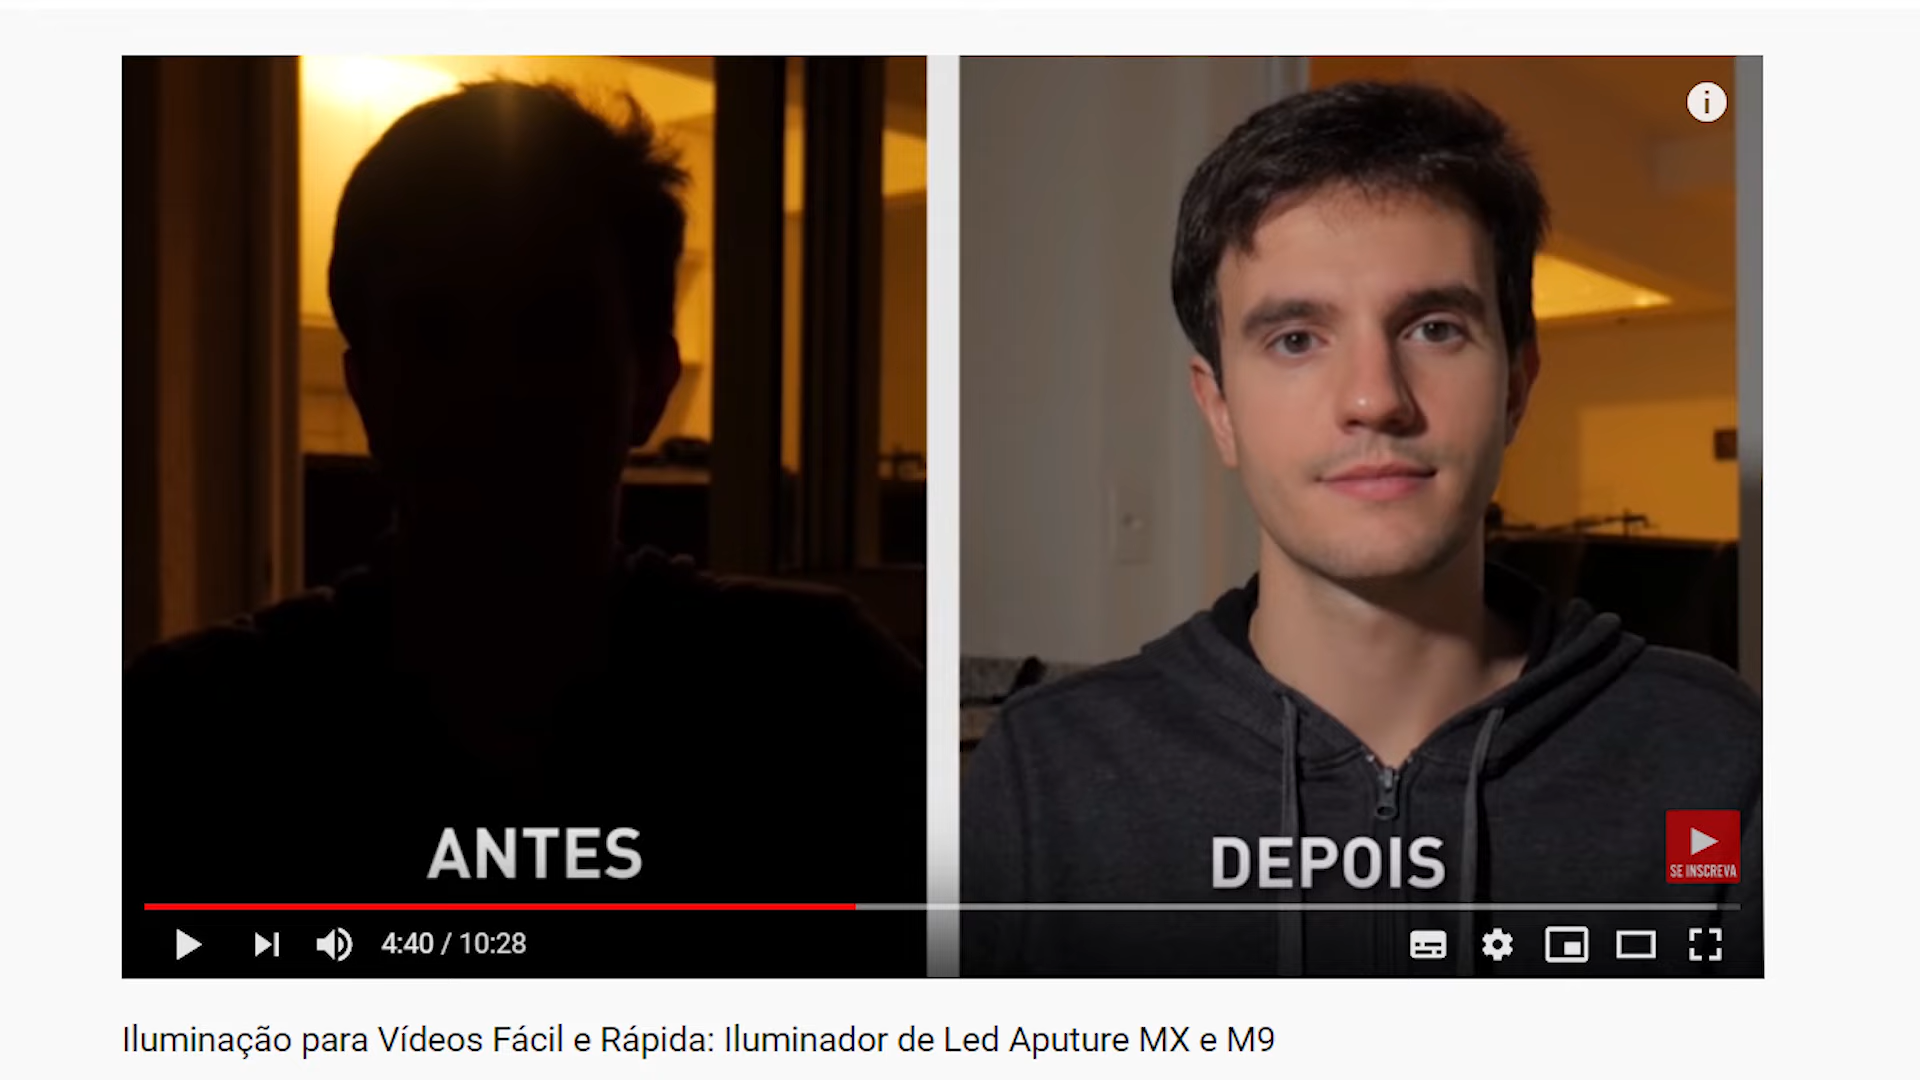 ANTES
DEPOIS
SE INSCREVA
4:40 / 10:28
Iluminação para Vídeos Fácil e Rápida: Iluminador de Led Aputure MX e M9